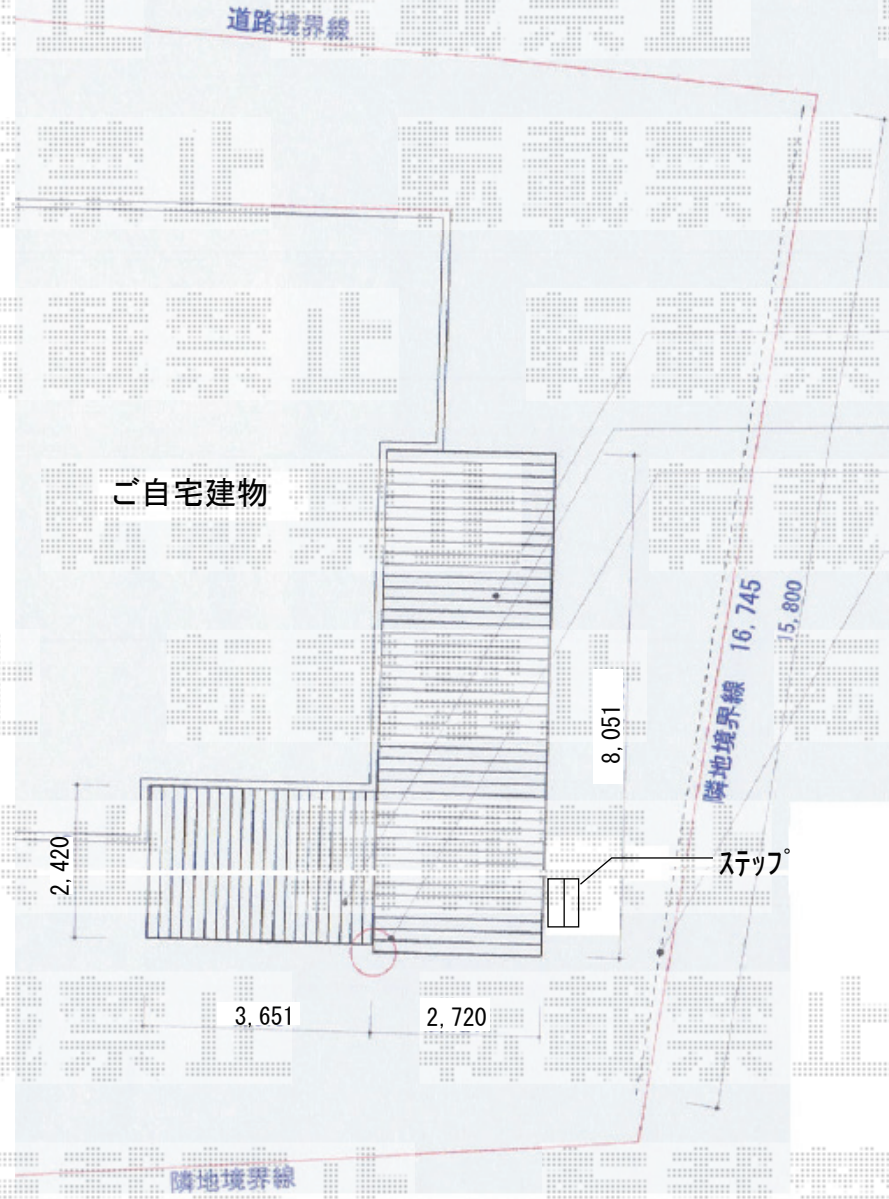 道路境界線
転載禁止
ご自宅建物
隣地境界線 16,745
15,800
8,051
2,420
ステップ
3,651
2,720
隣地境界線